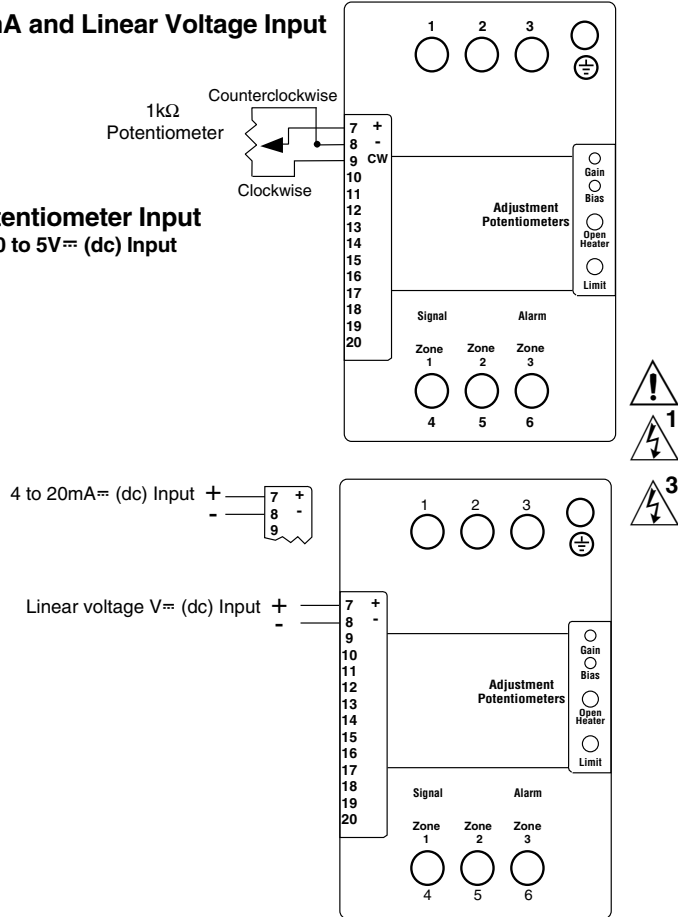 mA and Linear Voltage Input
1 2 3
Counterclockwise
1kΩ
Potentiometer
Clockwise
7 +
8 -
9 CW
10
11
12
13
14
15
16
17
18
19
20
Gain
Bias
Open
Heater
Limit
Adjustment
Potentiometers
tentiometer Input
0 to 5V⎓ (dc) Input
Signal Alarm
Zone Zone Zone
1 2 3
4 5 6
1
3
4 to 20mA⎓ (dc) Input + -
7 +
8 -
9
1 2 3
Linear voltage V⎓ (dc) Input + -
7 +
8 -
9
10
11
12
13
14
15
16
17
18
19
20
Gain
Bias
Open
Heater
Limit
Adjustment
Potentiometers
Signal Alarm
Zone Zone Zone
1 2 3
4 5 6